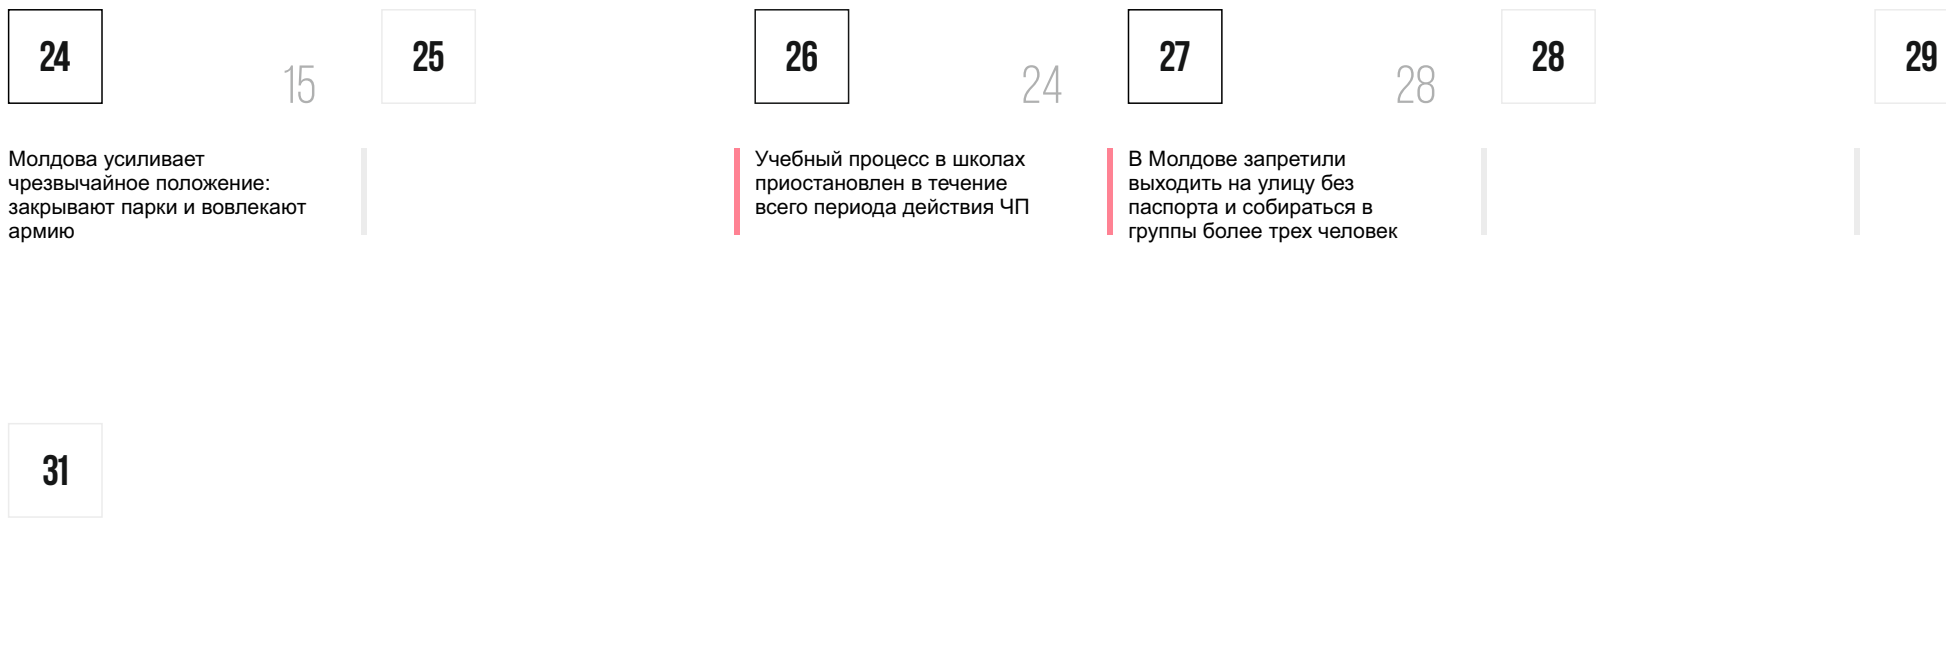 24
15
25
26
24
27
28
28
29
Молдова усиливает
чрезвычайное положение:
закрывают парки и вовлекают
армию
Учебный процесс в школах
приостановлен в течение
всего периода действия ЧП
В Молдове запретили
выходить на улицу без
паспорта и собираться в
группы более трех человек
31